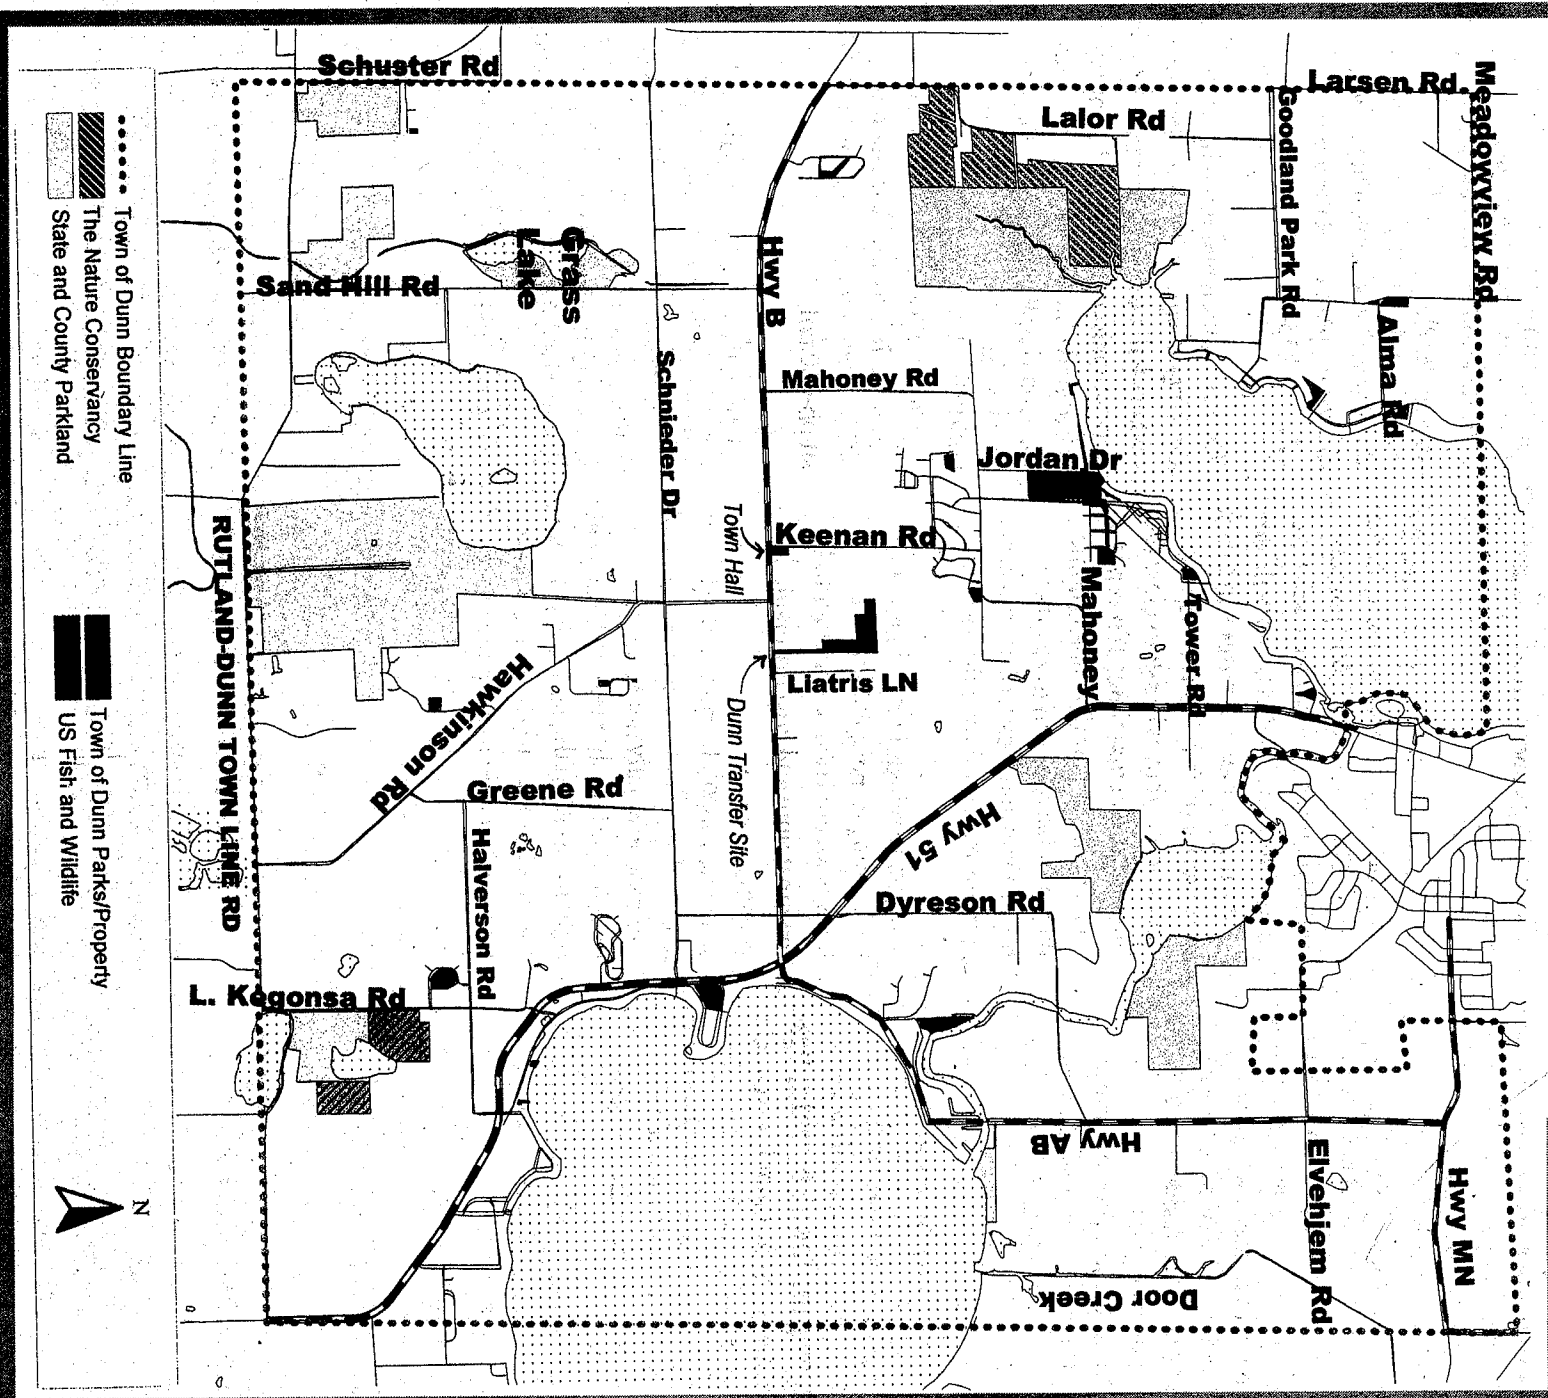 Schuster Rd
Larsen Rd.
Meadowview Rd
Lalor Rd
Goodland Park Rd
Grass
Lake
Sand Hill Rd
Hwy B
Alma Rd
Mahoney Rd
Schnieder Dr
Jordan Dr
Town Hall
Keenan Rd
Mahoney
Tower Rd
RUTLAND-DUNN TOWN LINE RD
Hawkinson Rd
Liatris LN
Dunn Transfer Site
Greene Rd
Halverson Rd
Hwy 51
Dyreson Rd
L. Kegonsa Rd
Hwy AB
Elvehjem Rd
Hwy MN
Door Creek
Town of Dunn Boundary Line
The Nature Conservancy
State and County Parkland
Town of Dunn Parks/Property
US Fish and Wildlife
N